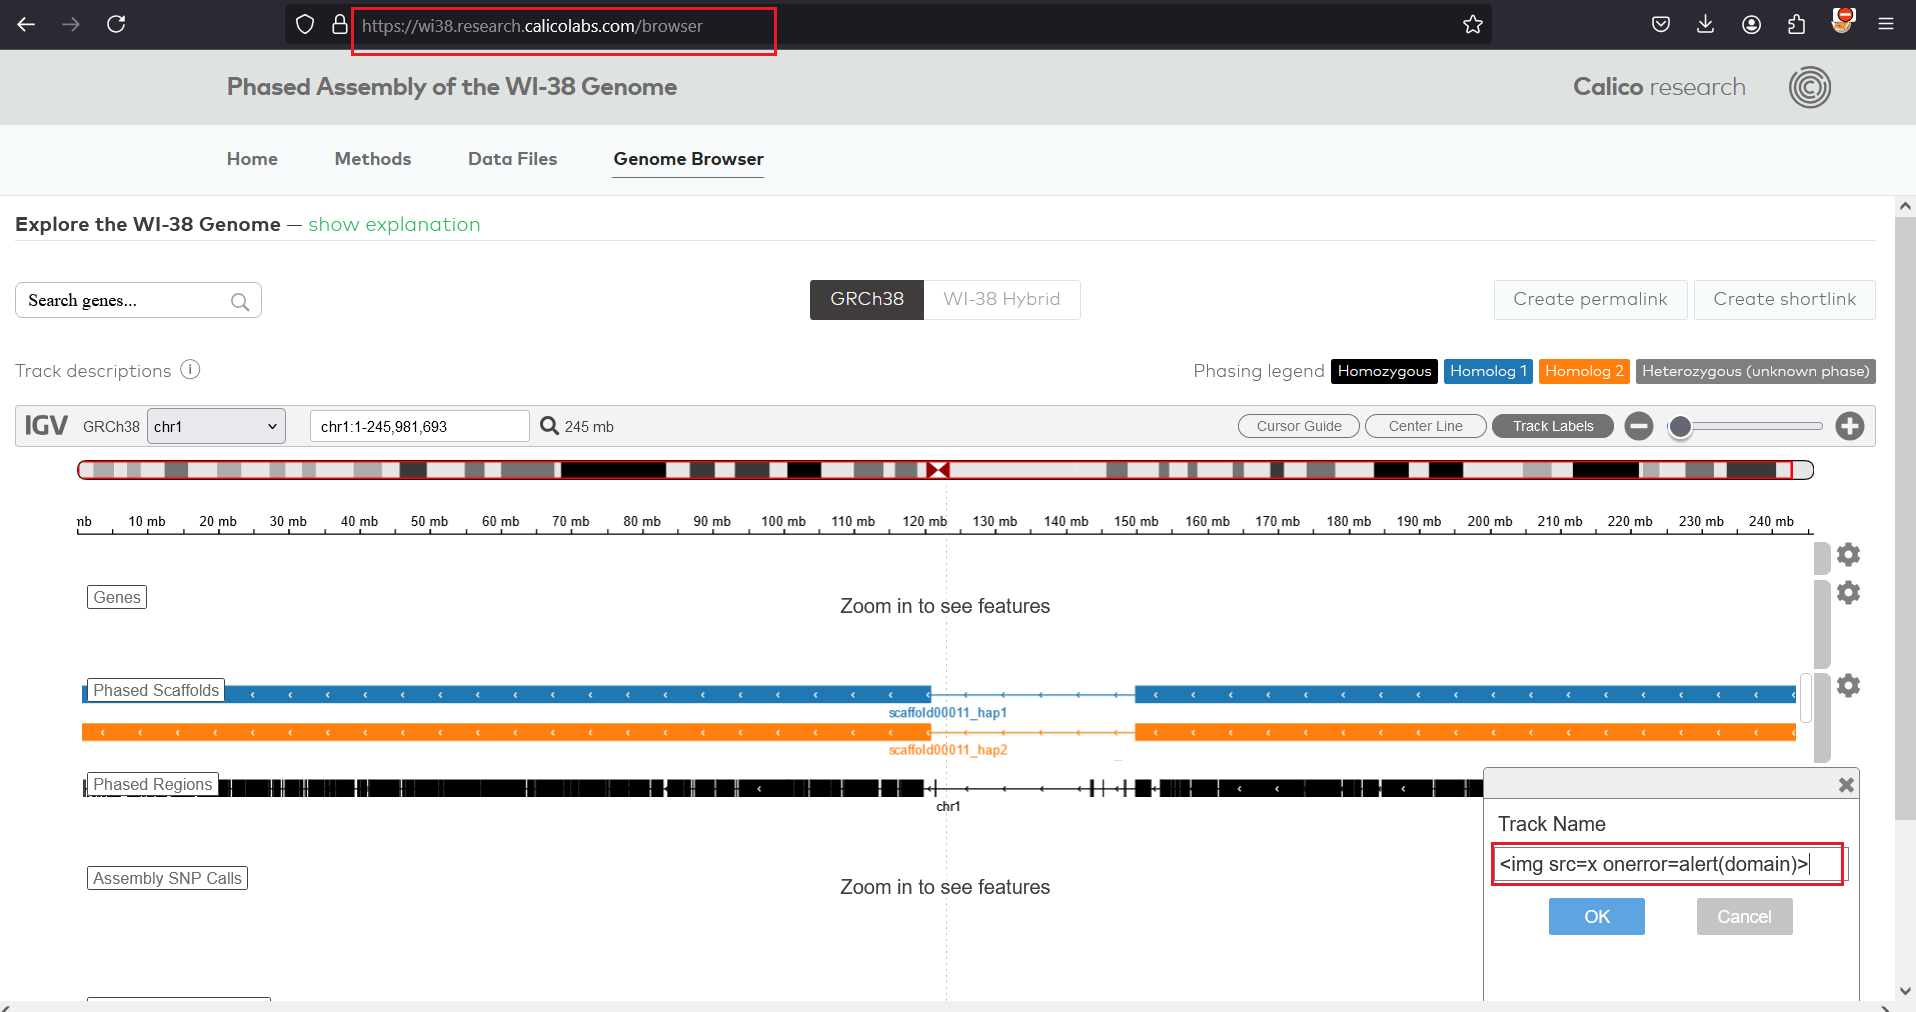 https://wi38.research.calicolabs.com/browser
Phased Assembly of the WI-38 Genome
Calico research
Home Methods Data Files Genome Browser
Explore the WI-38 Genome — show explanation
Search genes...
GRCh38 WI-38 Hybrid
Create permalink Create shortlink
Track descriptions i
Phasing legend Homozygous Homolog 1 Homolog 2 Heterozygous (unknown phase)
IGV GRCh38 chr1 chr1:1-245,981,693 245 mb Cursor Guide Center Line Track Labels
mb 10 mb 20 mb 30 mb 40 mb 50 mb 60 mb 70 mb 80 mb 90 mb 100 mb 110 mb 120 mb 130 mb 140 mb 150 mb 160 mb 170 mb 180 mb 190 mb 200 mb 210 mb 220 mb 230 mb 240 mb
Genes
Zoom in to see features
Phased Scaffolds
scaffold00011_hap1
scaffold00011_hap2
Phased Regions
chr1
Assembly SNP Calls
Zoom in to see features
Track Name
<img src=x onerror=alert(domain)>
OK Cancel